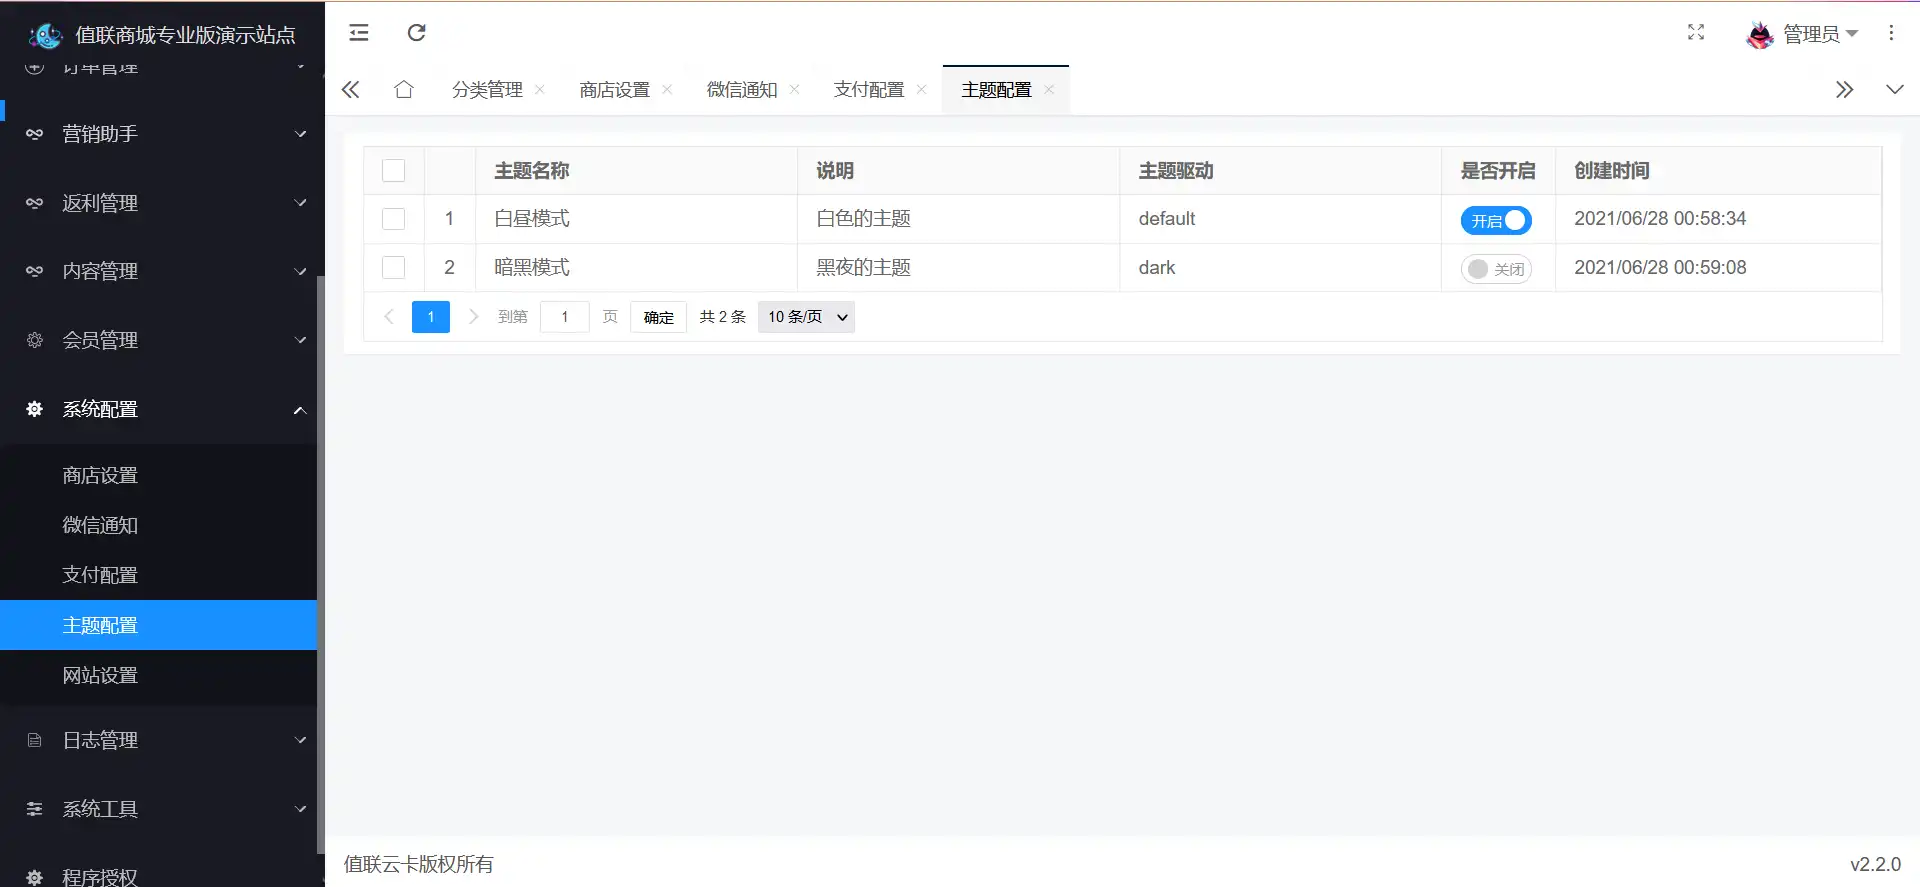 值联商城专业版演示站点
订单管理
营销助手
返利管理
内容管理
会员管理
系统配置
商店设置
微信通知
支付配置
主题配置
网站设置
日志管理
系统工具
程序授权
管理员
分类管理 商店设置 微信通知 支付配置 主题配置
主题名称 说明 主题驱动 是否开启 创建时间
1 白昼模式 白色的主题 default 开启 2021/06/28 00:58:34
2 暗黑模式 黑夜的主题 dark 关闭 2021/06/28 00:59:08
1 到第 1 页 确定 共 2 条 10 条/页
值联云卡版权所有 v2.2.0